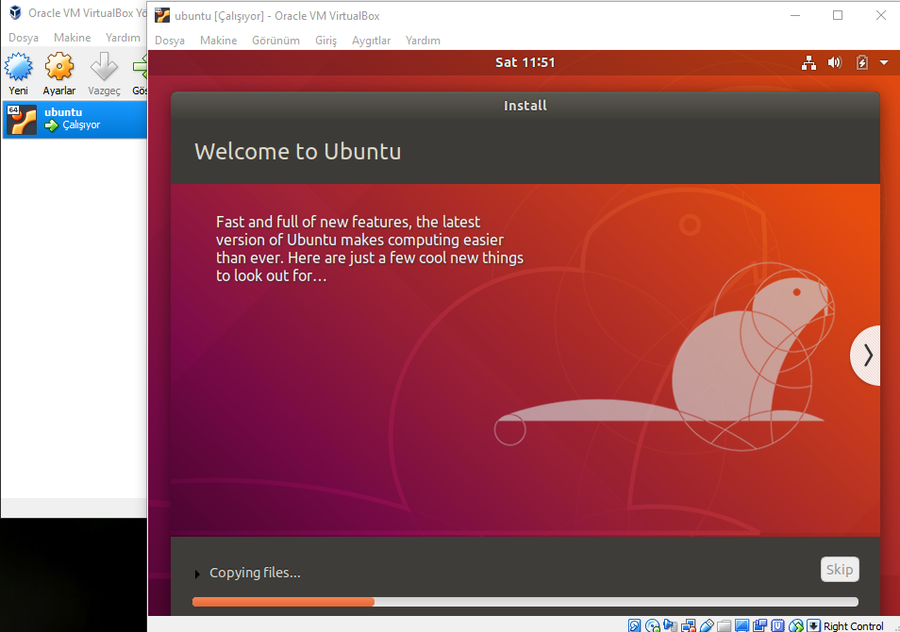 Oracle VM VirtualBox Yö
Dosya Makine Yardım
Yeni Ayarlar Vazgeç Gös
64
ubuntu
Çalışıyor
ubuntu [Çalışıyor] - Oracle VM VirtualBox
Dosya Makine Görünüm Giriş Aygıtlar Yardım
Sat 11:51
Install
Welcome to Ubuntu
Fast and full of new features, the latest
version of Ubuntu makes computing easier
than ever. Here are just a few cool new things
to look out for…
Copying files...
Skip
Right Control